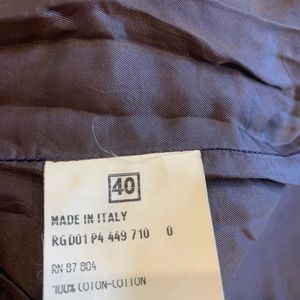 40
MADE IN ITALY
RGD01 P4 449 710 0
RN 87 804
100% COTON-COTTON